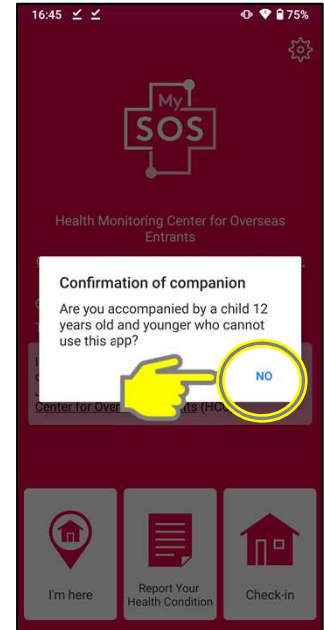 16:45 75%
My
SOS
Health Monitoring Center for Overseas
Entrants
Confirmation of companion
Are you accompanied by a child 12
years old and younger who cannot
use this app?
NO
Center for Over
ts (HC
I'm here
Report Your
Health Condition
Check-in